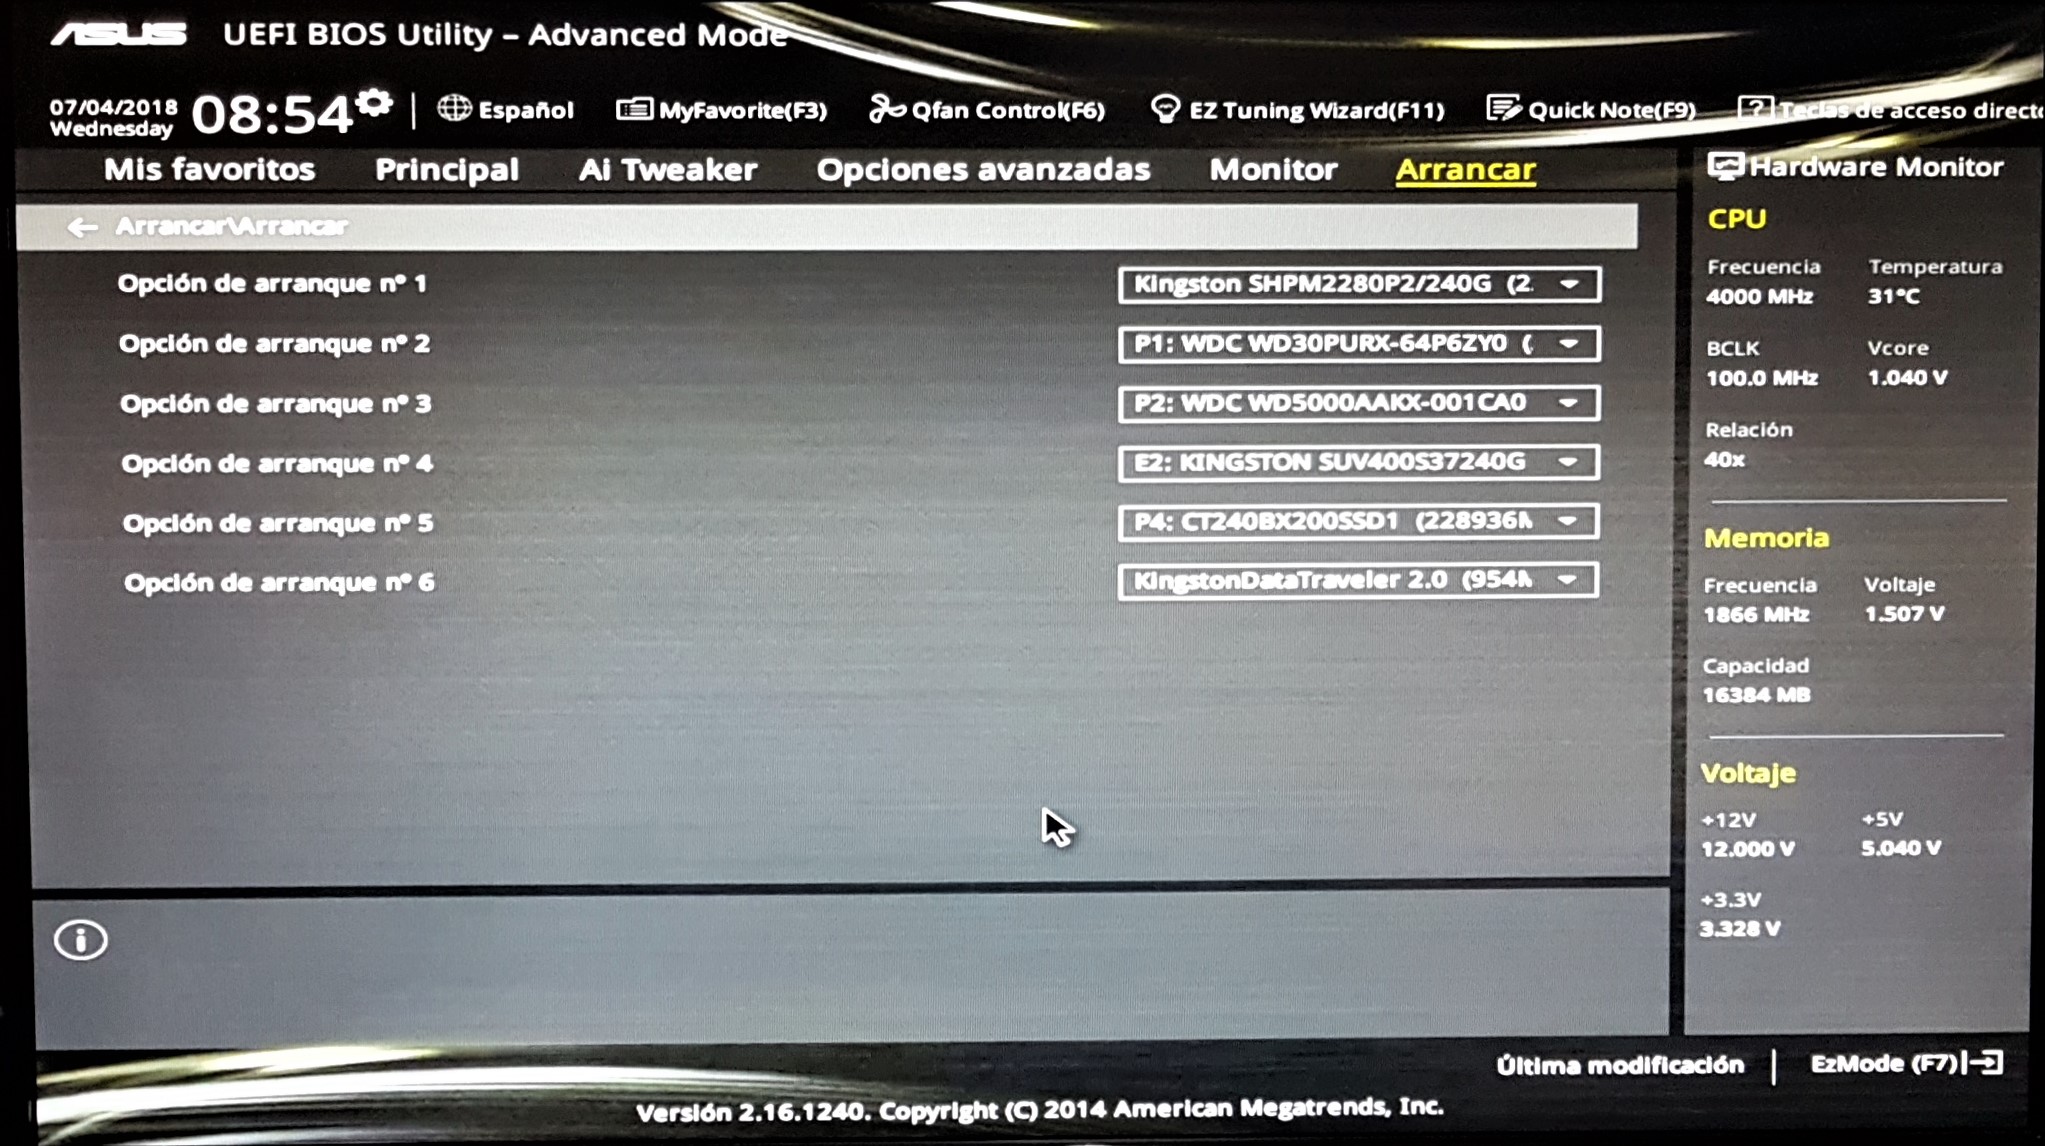 ASUS UEFI BIOS Utility – Advanced Mode
07/04/2018
Wednesday
08:54
Español MyFavorite(F3) Qfan Control(F6) EZ Tuning Wizard(F11) Quick Note(F9) ? Teclas de acceso direct
Mis favoritos Principal Ai Tweaker Opciones avanzadas Monitor Arrancar
← Arrancar\Arrancar
Opción de arranque nº 1 Kingston SHPM2280P2/240G (2.
Opción de arranque nº 2 P1: WDC WD30PURX-64P6ZY0 (
Opción de arranque nº 3 P2: WDC WD5000AAKX-001CA0
Opción de arranque nº 4 E2: KINGSTON SUV400S37240G
Opción de arranque nº 5 P4: CT240BX200SSD1 (228936M
Opción de arranque nº 6 KingstonDataTraveler 2.0 (954M
Hardware Monitor
CPU
Frecuencia Temperatura
4000 MHz 31°C
BCLK Vcore
100.0 MHz 1.040 V
Relación
40x
Memoria
Frecuencia Voltaje
1866 MHz 1.507 V
Capacidad
16384 MB
Voltaje
+12V +5V
12.000 V 5.040 V
+3.3V
3.328 V
Última modificación | EzMode (F7)
Versión 2.16.1240. Copyright (C) 2014 American Megatrends, Inc.